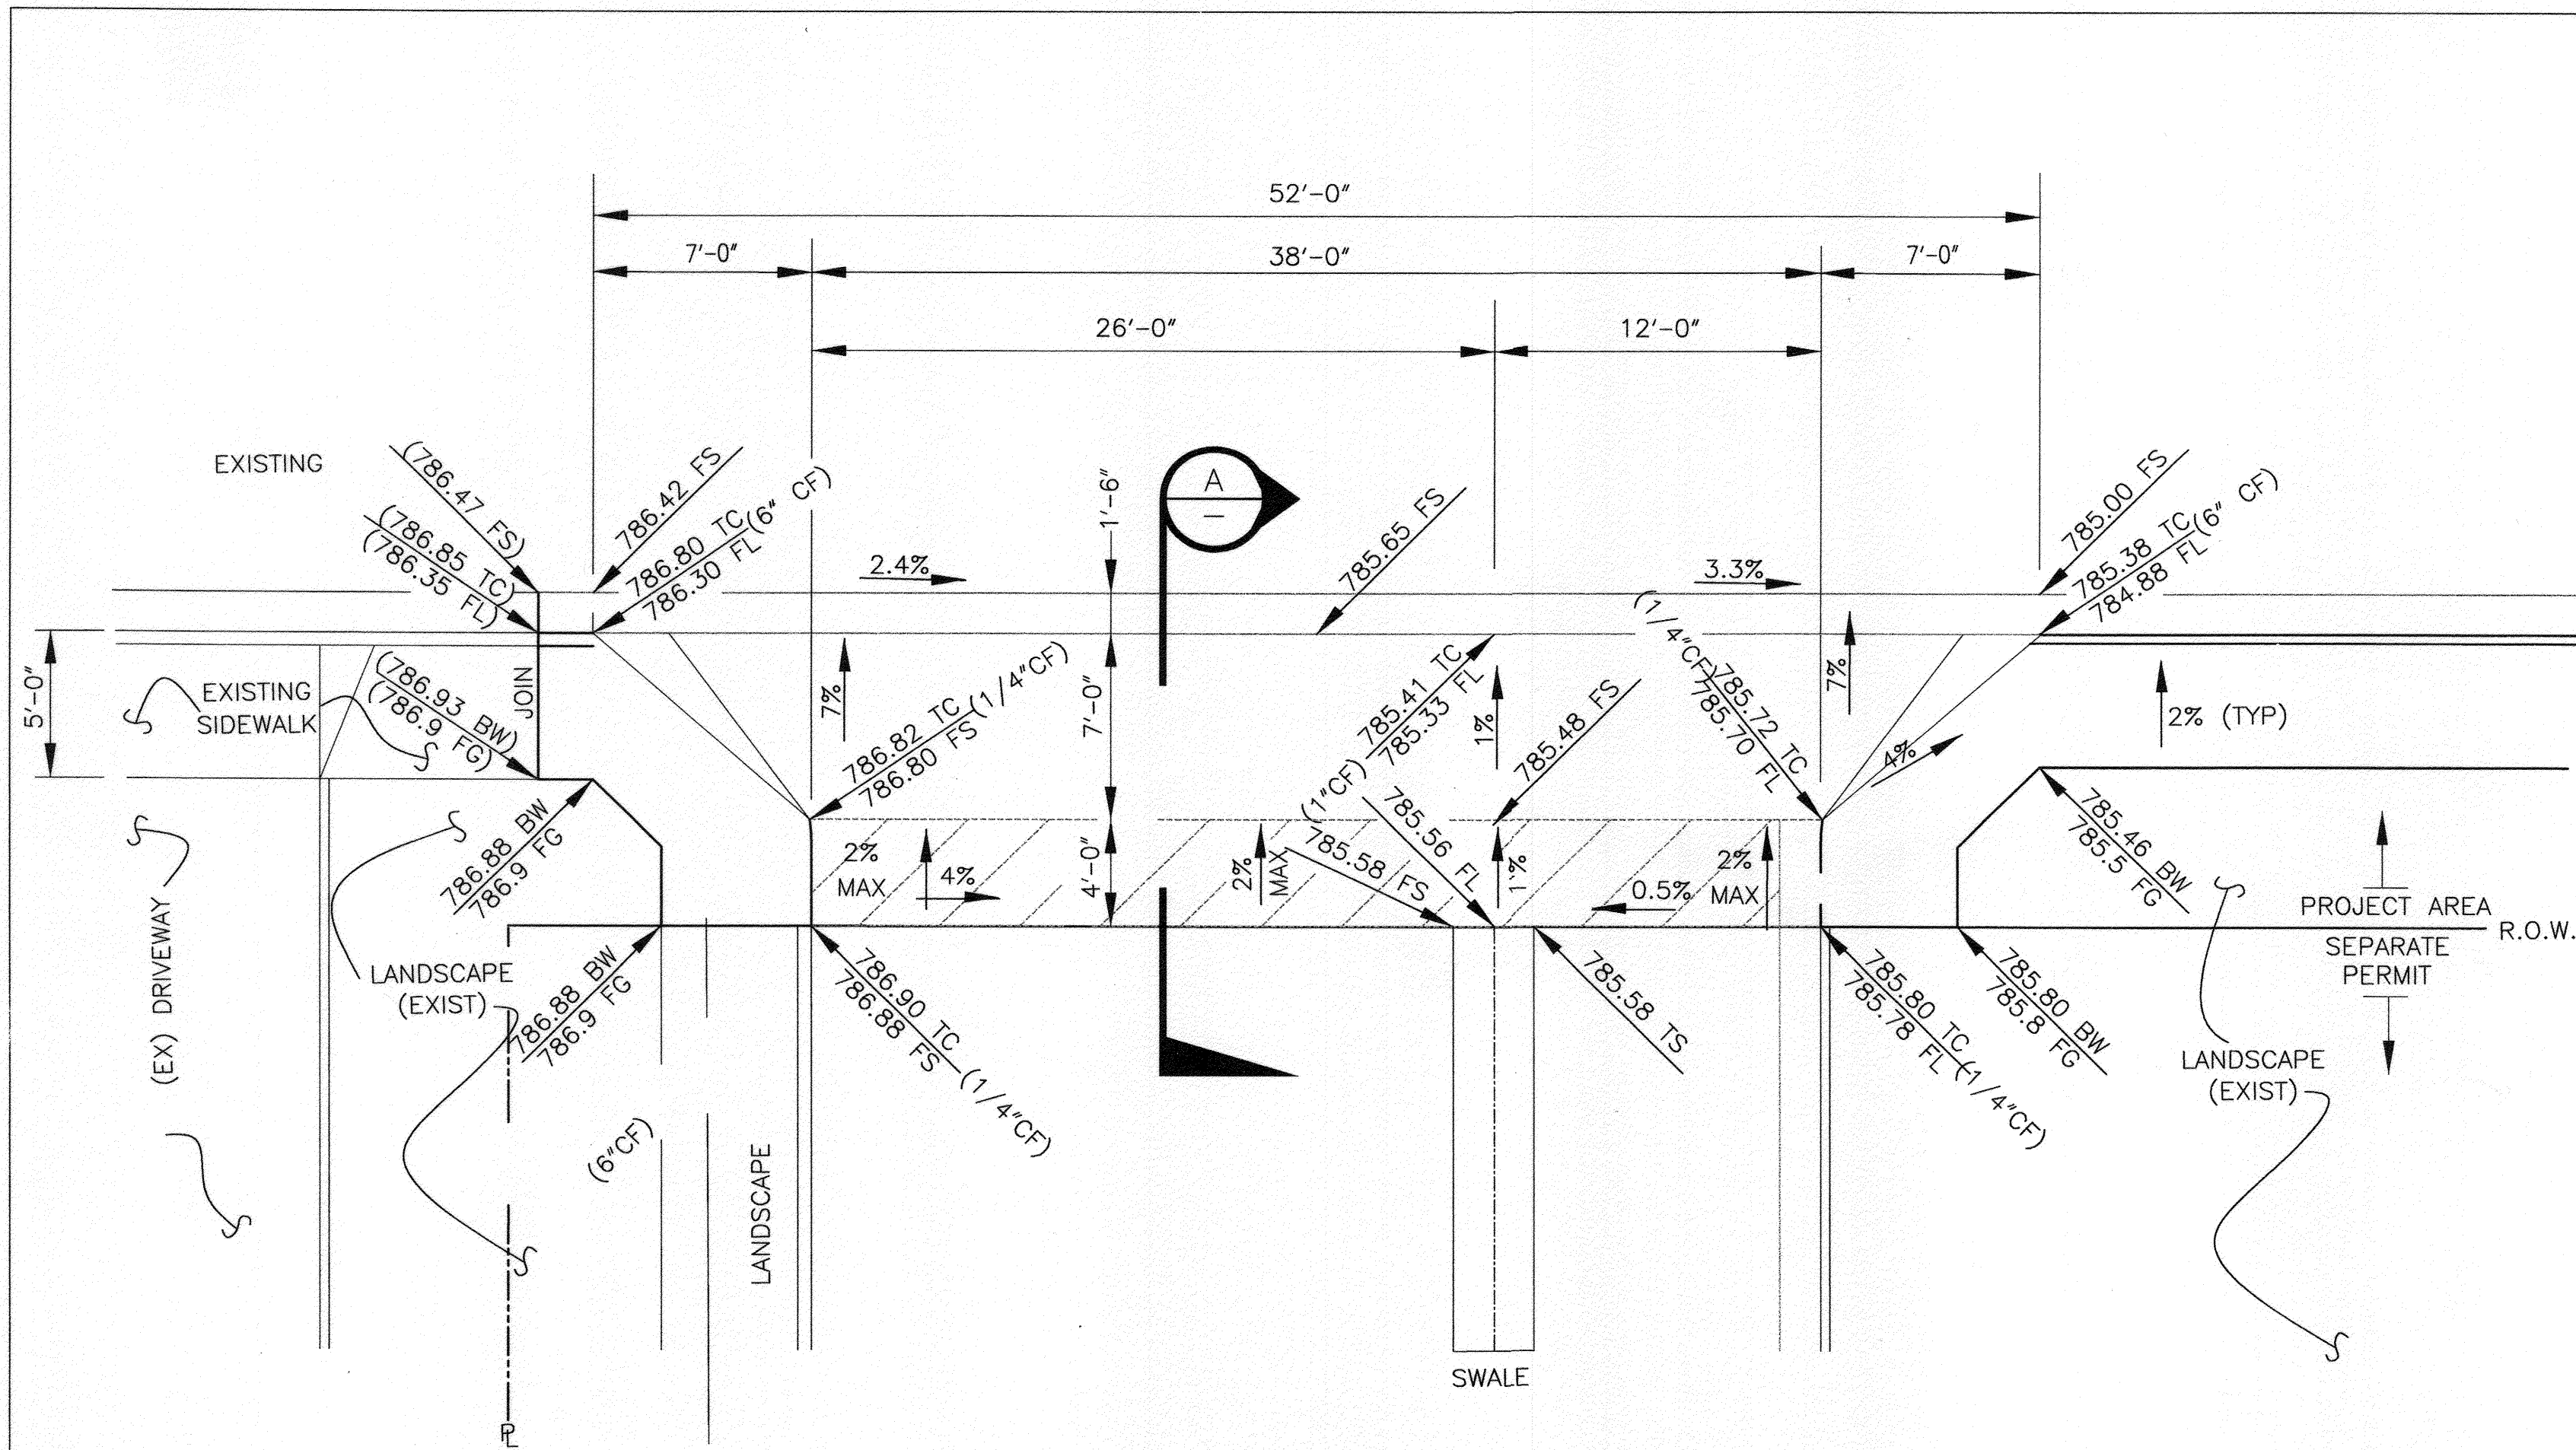 52'-0"
7'-0"
38'-0"
7'-0"
26'-0"
12'-0"
EXISTING
(786.47 FS)
(786.85 TC)
(786.35 FL)
786.42 FS
786.80 TC
786.30 FL
(6" CF)
2.4%
1'-6"
A
–
785.65 FS
3.3%
785.00 FS
785.38 TC
784.88 FL
(6" CF)
5'-0"
EXISTING
SIDEWALK
JOIN
(786.93 BW)
(786.9 FG)
7%
786.82 TC
786.80 FS
(1/4"CF)
7'-0"
785.41 TC
785.33 FL
(1"CF)
1%
785.48 FS
(1/4"CF)
785.72 TC
785.70 FL
7%
4%
2% (TYP)
786.88 BW
786.9 FG
2%
MAX
4%
4'-0"
2%
MAX
785.58 FS
785.56 FL
1%
0.5%
2%
MAX
785.46 BW
785.5 FG
PROJECT AREA
R.O.W.
SEPARATE
PERMIT
(EX) DRIVEWAY
LANDSCAPE
(EXIST)
786.88 BW
786.9 FG
786.90 TC
786.88 FS
(1/4"CF)
785.58 TS
785.80 TC
785.78 FL
(1/4"CF)
785.80 BW
785.8 FG
LANDSCAPE
(EXIST)
(6"CF)
LANDSCAPE
SWALE
PL